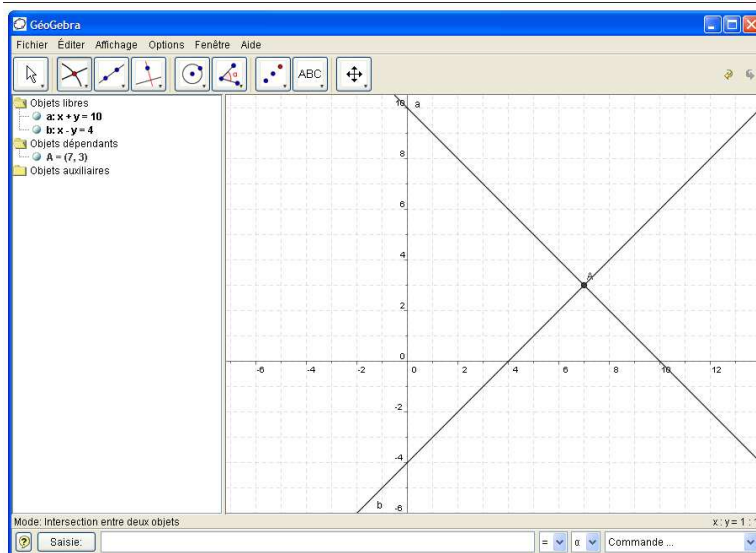 GéoGebra
Fichier Éditer Affichage Options Fenêtre Aide
ABC
Objets libres
a: x + y = 10
b: x - y = 4
Objets dépendants
A = (7, 3)
Objets auxiliaires
10 a
8
6
4
A
2
0
-6 -4 -2 0 2 4 6 8 10 12
-2
-4
b -6
Mode: Intersection entre deux objets x : y = 1 : 1
Saisie: = α Commande ...